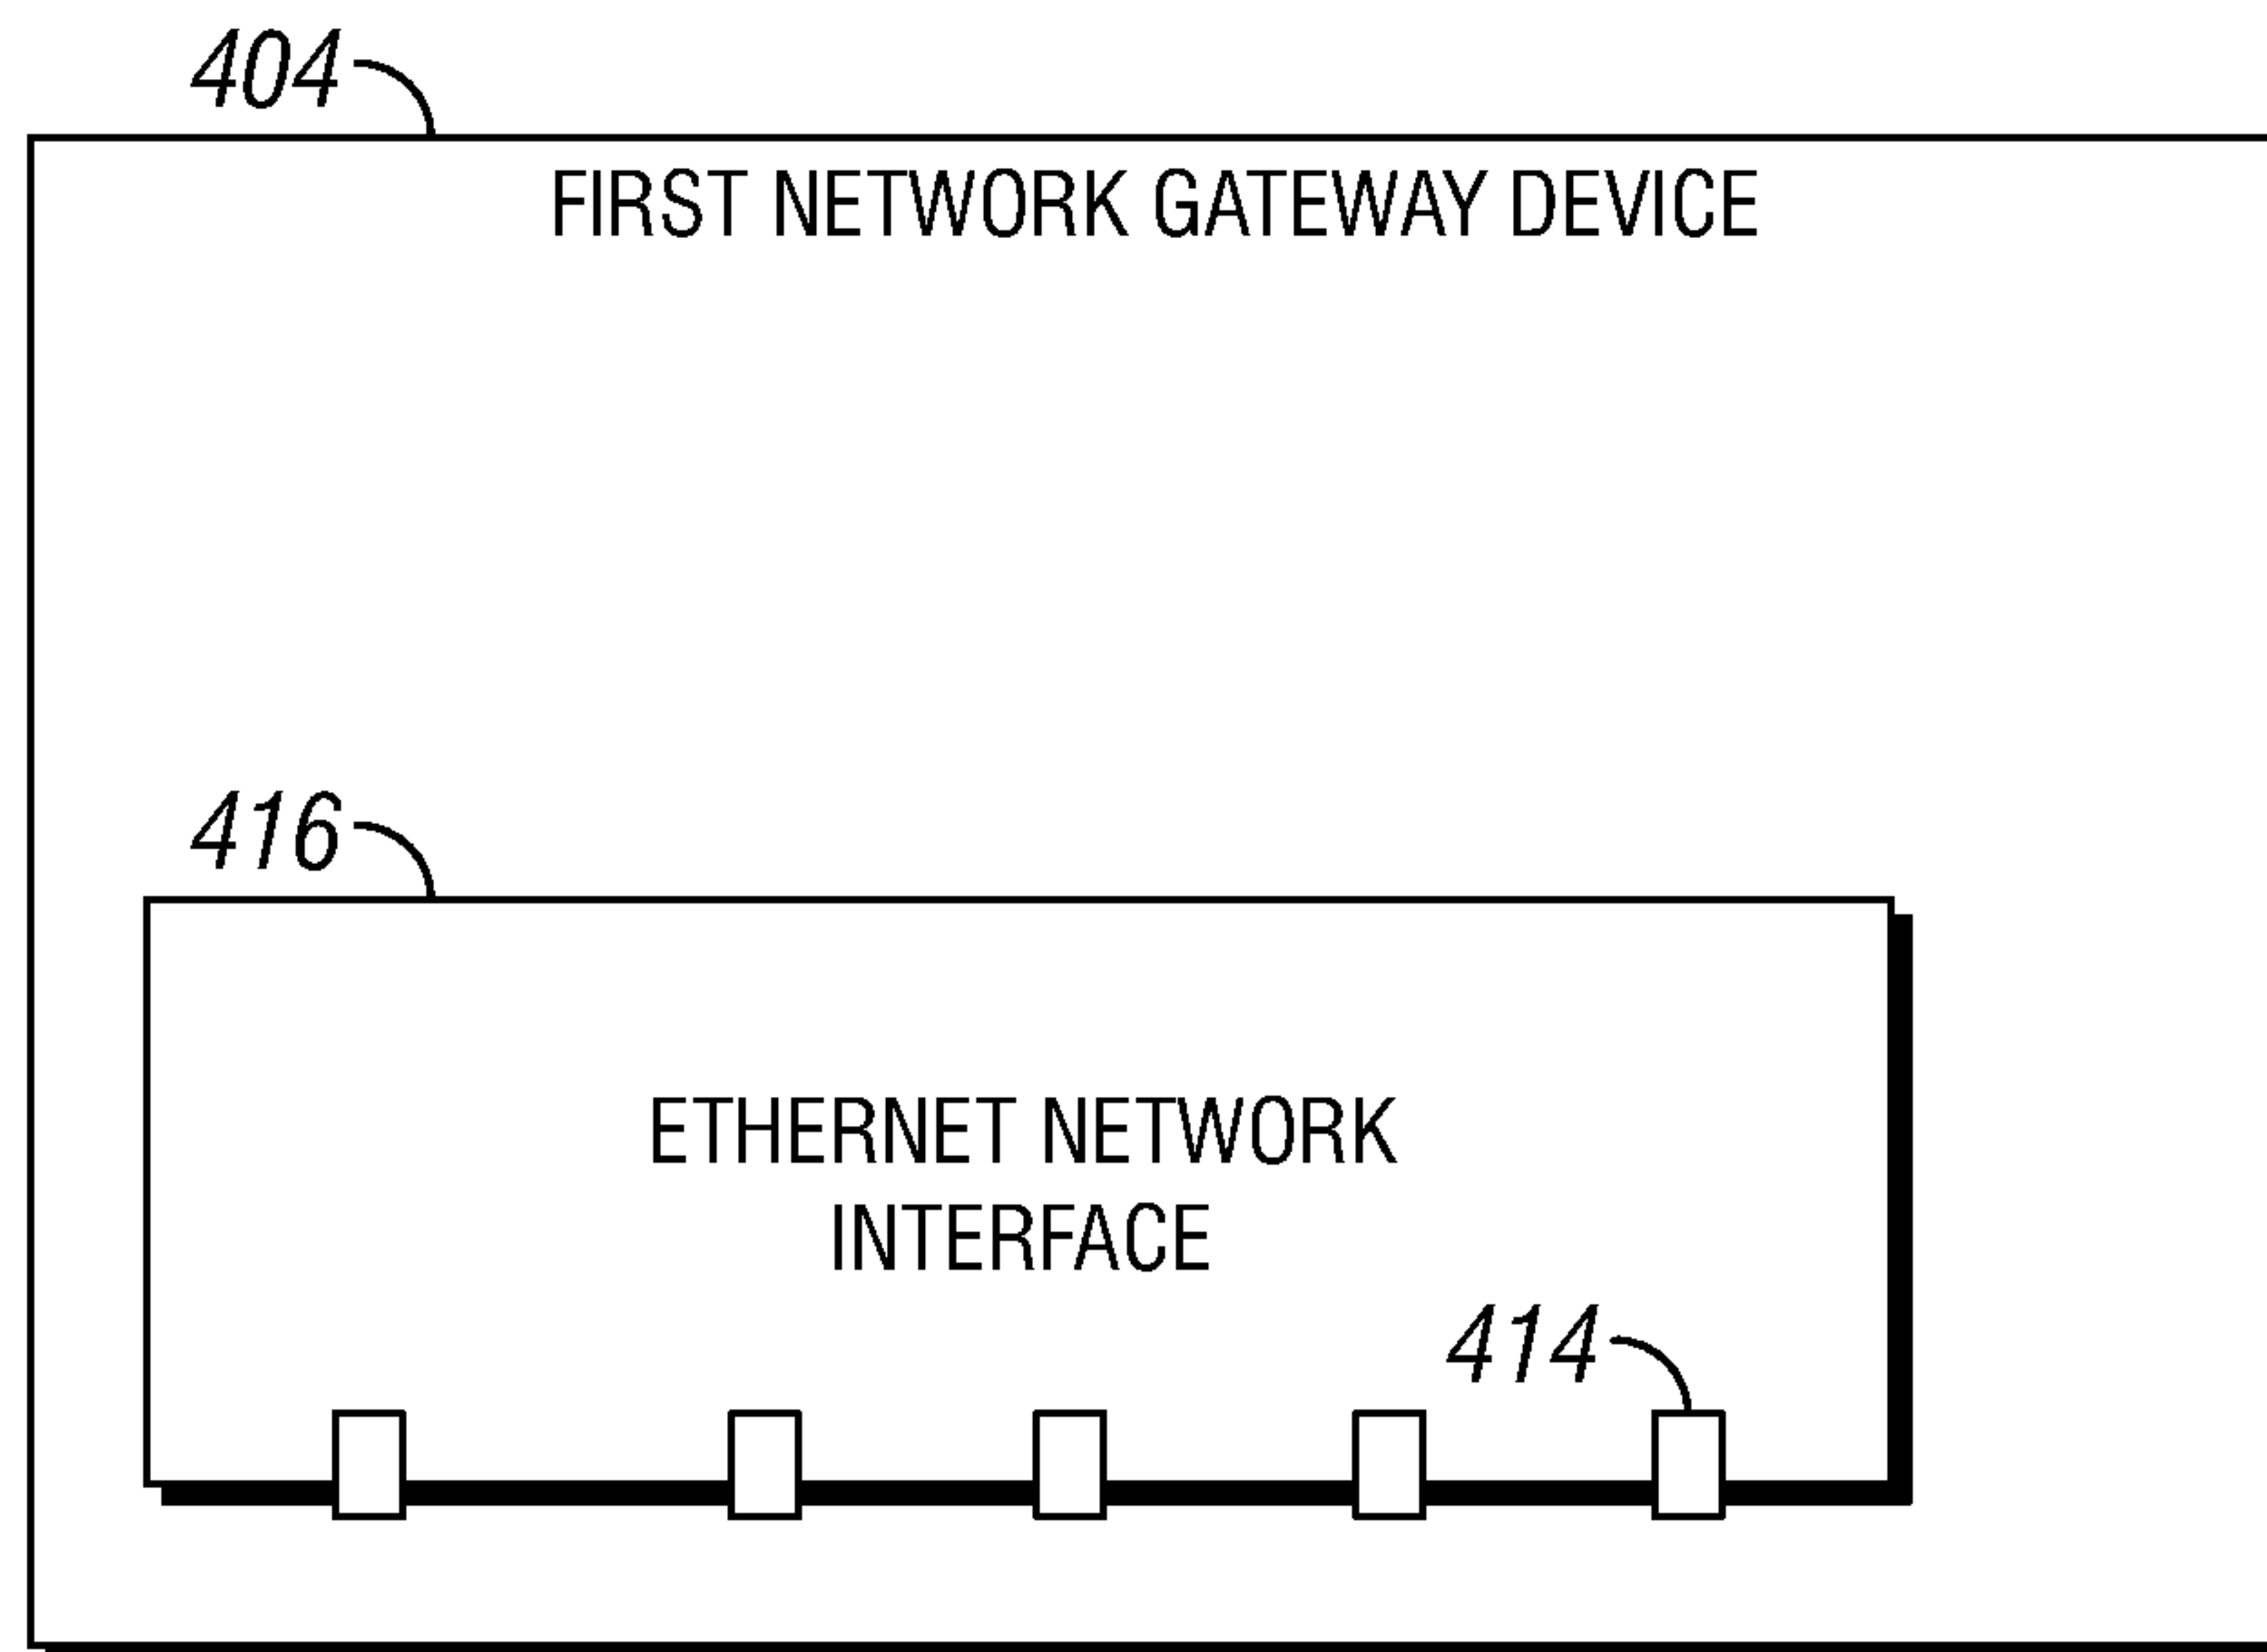 404
FIRST NETWORK GATEWAY DEVICE
416
ETHERNET NETWORK
INTERFACE
414